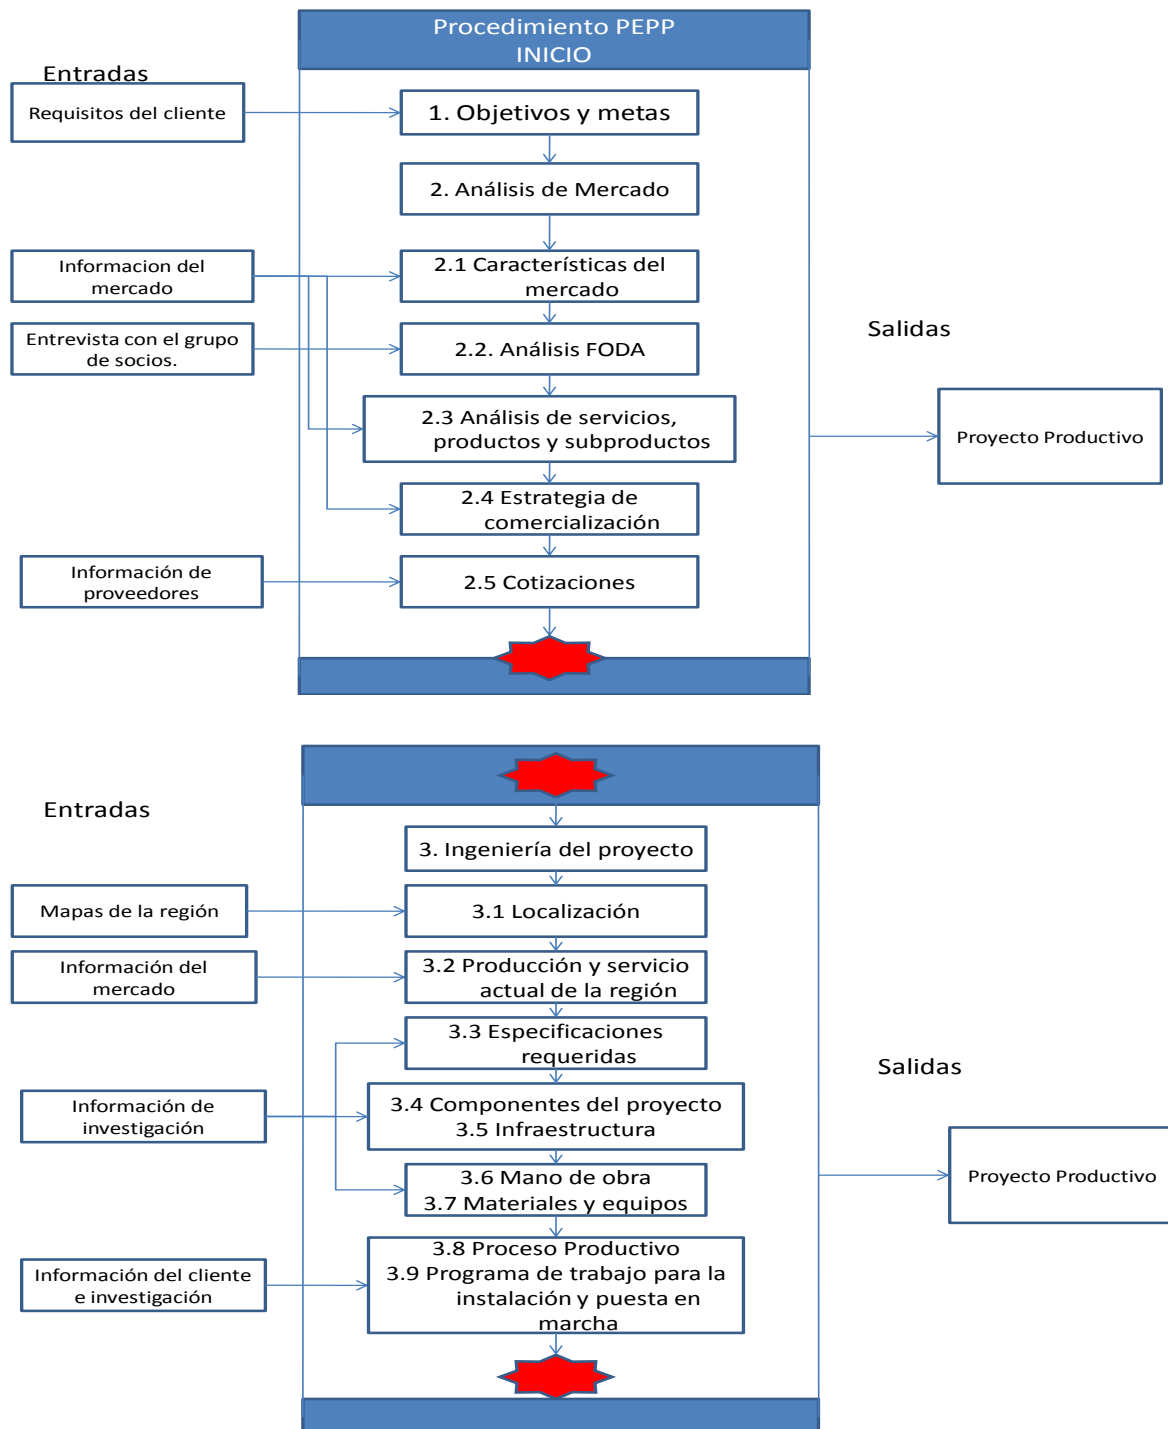 Procedimiento PEPP
INICIO
Entradas
Requisitos del cliente
1. Objetivos y metas
2. Análisis de Mercado
Informacion del
mercado
2.1 Características del
mercado
Entrevista con el grupo
de socios.
2.2. Análisis FODA
Salidas
2.3 Análisis de servicios,
productos y subproductos
Proyecto Productivo
2.4 Estrategia de
comercialización
Información de
proveedores
2.5 Cotizaciones
Entradas
3. Ingeniería del proyecto
Mapas de la región
3.1 Localización
Información del
mercado
3.2 Producción y servicio
actual de la región
3.3 Especificaciones
requeridas
Salidas
Información de
investigación
3.4 Componentes del proyecto
3.5 Infraestructura
Proyecto Productivo
3.6 Mano de obra
3.7 Materiales y equipos
Información del cliente
e investigación
3.8 Proceso Productivo
3.9 Programa de trabajo para la
instalación y puesta en
marcha